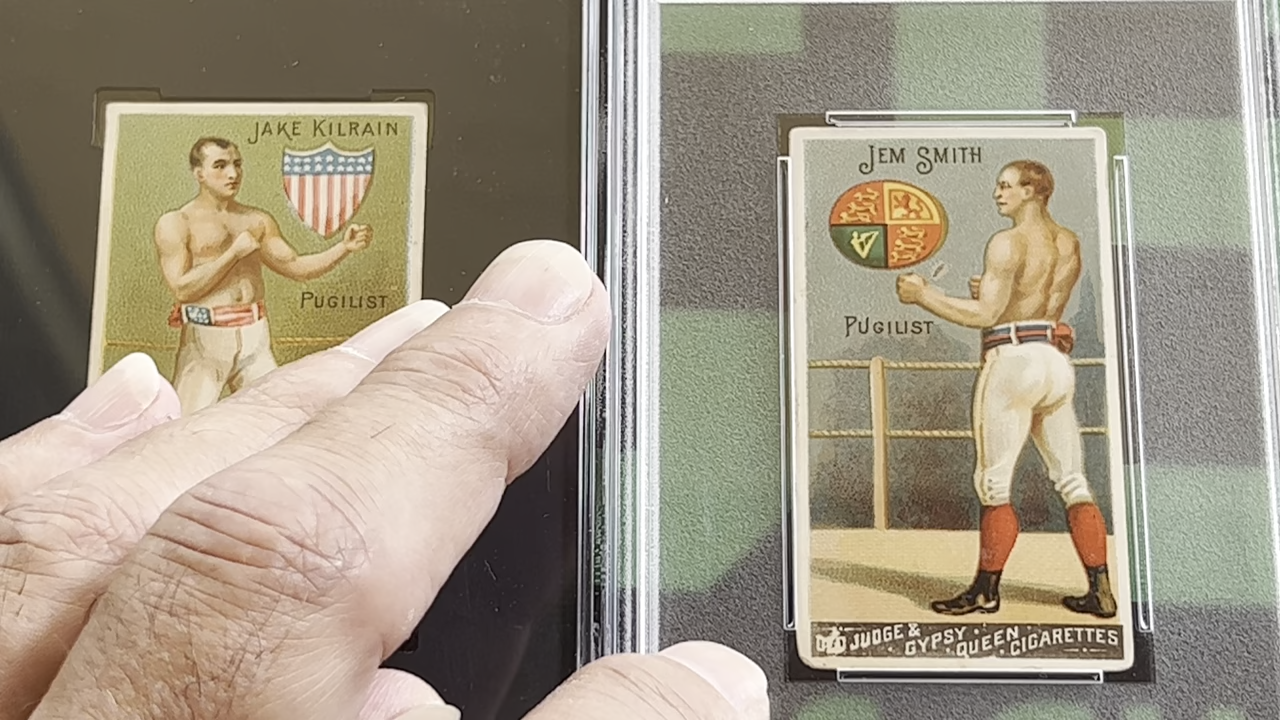 JAKE KILRAIN
PUGILIST
JEM SMITH
PUGILIST
OLD JUDGE &
GYPSY · QUEEN ·
CIGARETTES